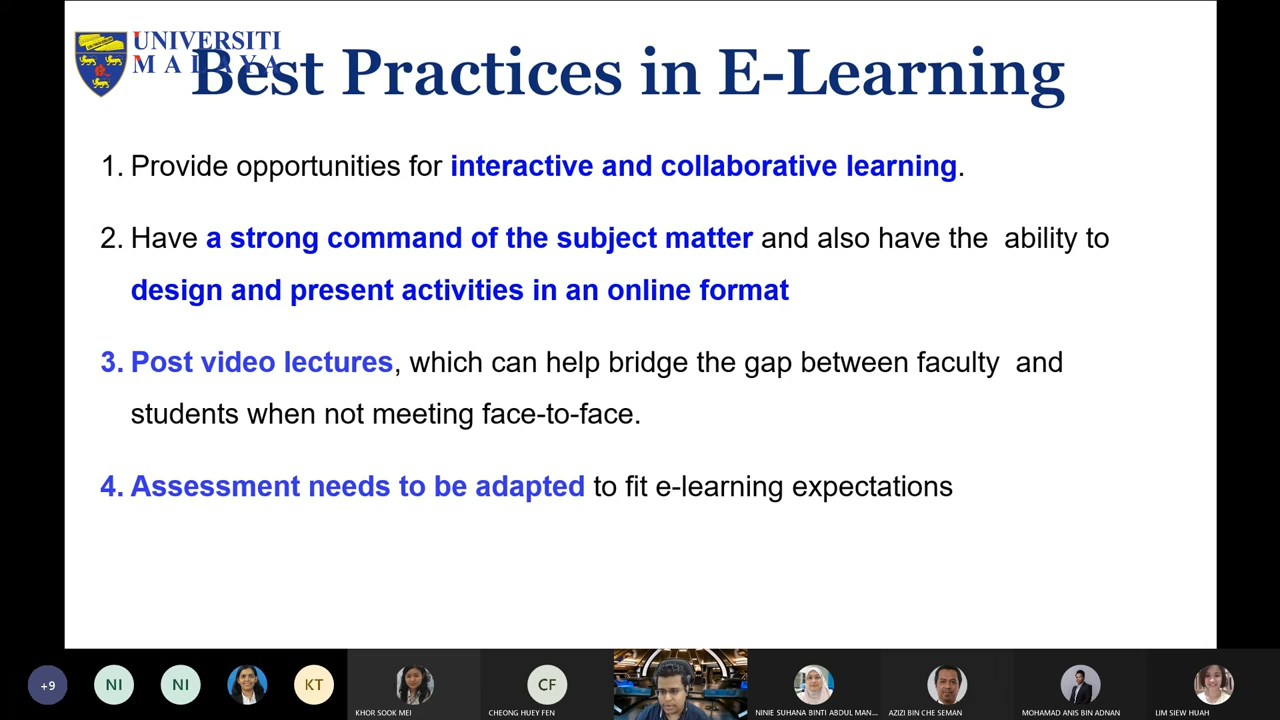 UNIVERSITI
MALAYA
Best Practices in E-Learning
1. Provide opportunities for interactive and collaborative learning.
2. Have a strong command of the subject matter and also have the ability to
design and present activities in an online format
3. Post video lectures, which can help bridge the gap between faculty and
students when not meeting face-to-face.
4. Assessment needs to be adapted to fit e-learning expectations
+9
NI
NI
KT
KHOR SOOK MEI
CF
CHEONG HUEY FEN
NINIE SUHANA BINTI ABDUL MAN...
AZIZI BIN CHE SEMAN
MOHAMAD ANIS BIN ADNAN
LIM SIEW HUAH